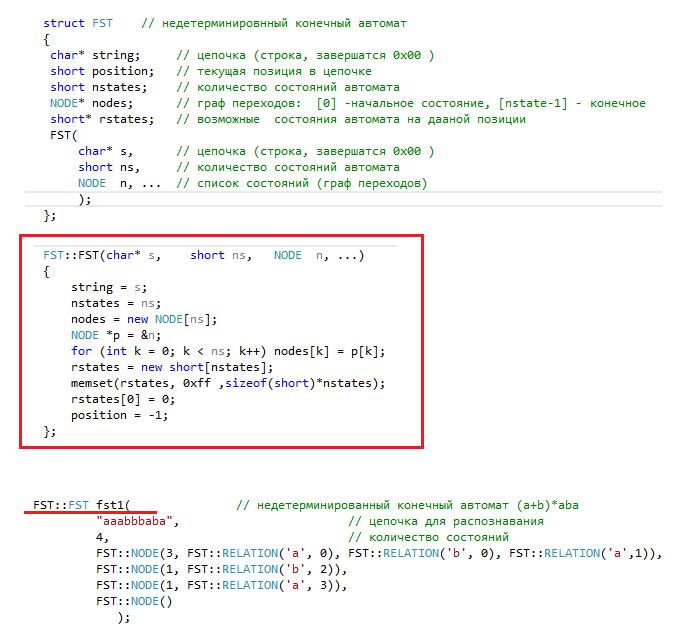 struct FST    // недетерминировнный конечный автомат
{
 char* string;     // цепочка (строка, завершатся 0x00 )
 short position;   // текущая позиция в цепочке
 short nstates;    // количество состояний автомата
 NODE* nodes;      // граф переходов:  [0] -начальное состояние, [nstate-1] - конечное
 short* rstates;   // возможные  состояния автомата на дааной позиции
 FST(
     char* s,      // цепочка (строка, завершатся 0x00 )
     short ns,     // количество состояний автомата
     NODE  n, ...  // список состояний (граф переходов)
     );
};
FST::FST(char* s,    short ns,   NODE  n, ...)
{
    string = s;
    nstates = ns;
    nodes = new NODE[ns];
    NODE *p = &n;
    for (int k = 0; k < ns; k++) nodes[k] = p[k];
    rstates = new short[nstates];
    memset(rstates, 0xff ,sizeof(short)*nstates);
    rstates[0] = 0;
    position = -1;
};
FST::FST fst1(               // недетерминированный конечный автомат (a+b)*aba
         "aaabbbaba",                        // цепочка для распознавания
         4,                                  // количество состояний
         FST::NODE(3, FST::RELATION('a', 0), FST::RELATION('b', 0), FST::RELATION('a',1)),
         FST::NODE(1, FST::RELATION('b', 2)),
         FST::NODE(1, FST::RELATION('a', 3)),
         FST::NODE()
            );